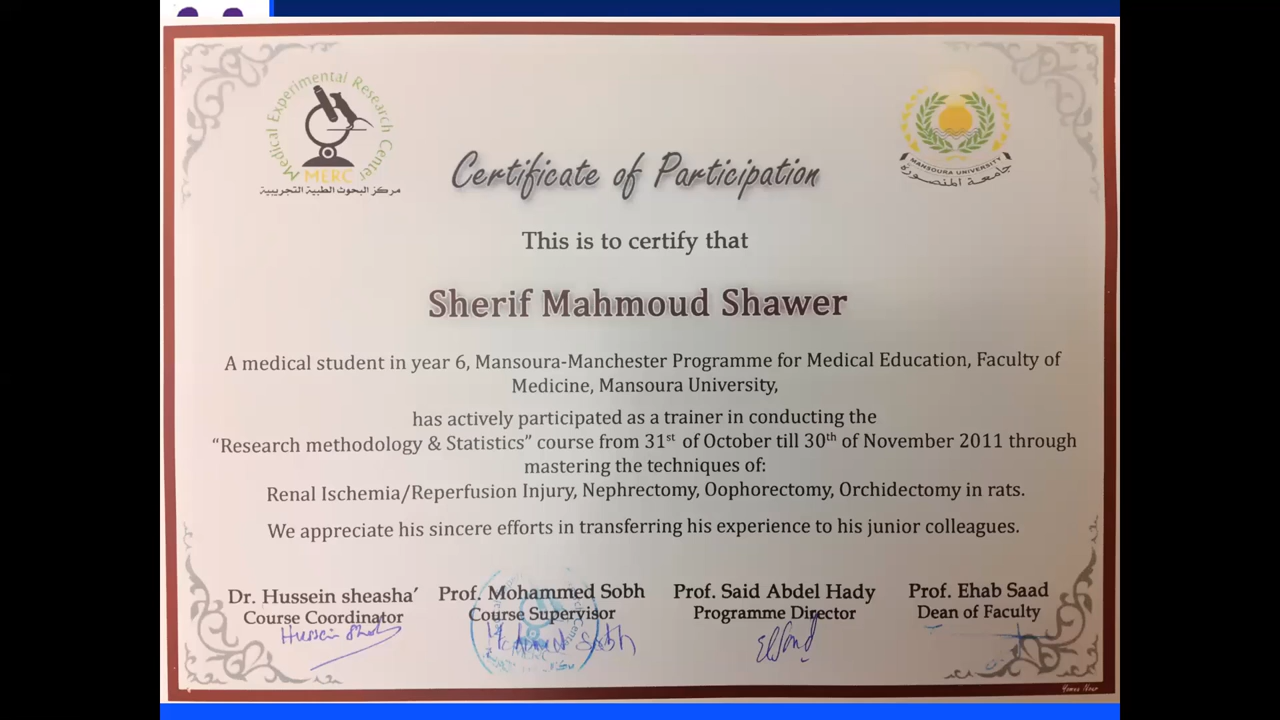 Medical Experimental Research Center
MERC
مركز البحوث الطبية التجريبية
MANSOURA UNIVERSITY
جامعة المنصورة
Certificate of Participation
This is to certify that
Sherif Mahmoud Shawer
A medical student in year 6, Mansoura-Manchester Programme for Medical Education, Faculty of
Medicine, Mansoura University,
has actively participated as a trainer in conducting the
“Research methodology & Statistics” course from 31st of October till 30th of November 2011 through
mastering the techniques of:
Renal Ischemia/Reperfusion Injury, Nephrectomy, Oophorectomy, Orchidectomy in rats.
We appreciate his sincere efforts in transferring his experience to his junior colleagues.
Dr. Hussein sheasha’ Prof. Mohammed Sobh Prof. Said Abdel Hady Prof. Ehab Saad
Course Coordinator Course Supervisor Programme Director Dean of Faculty
Mohamed Sobh